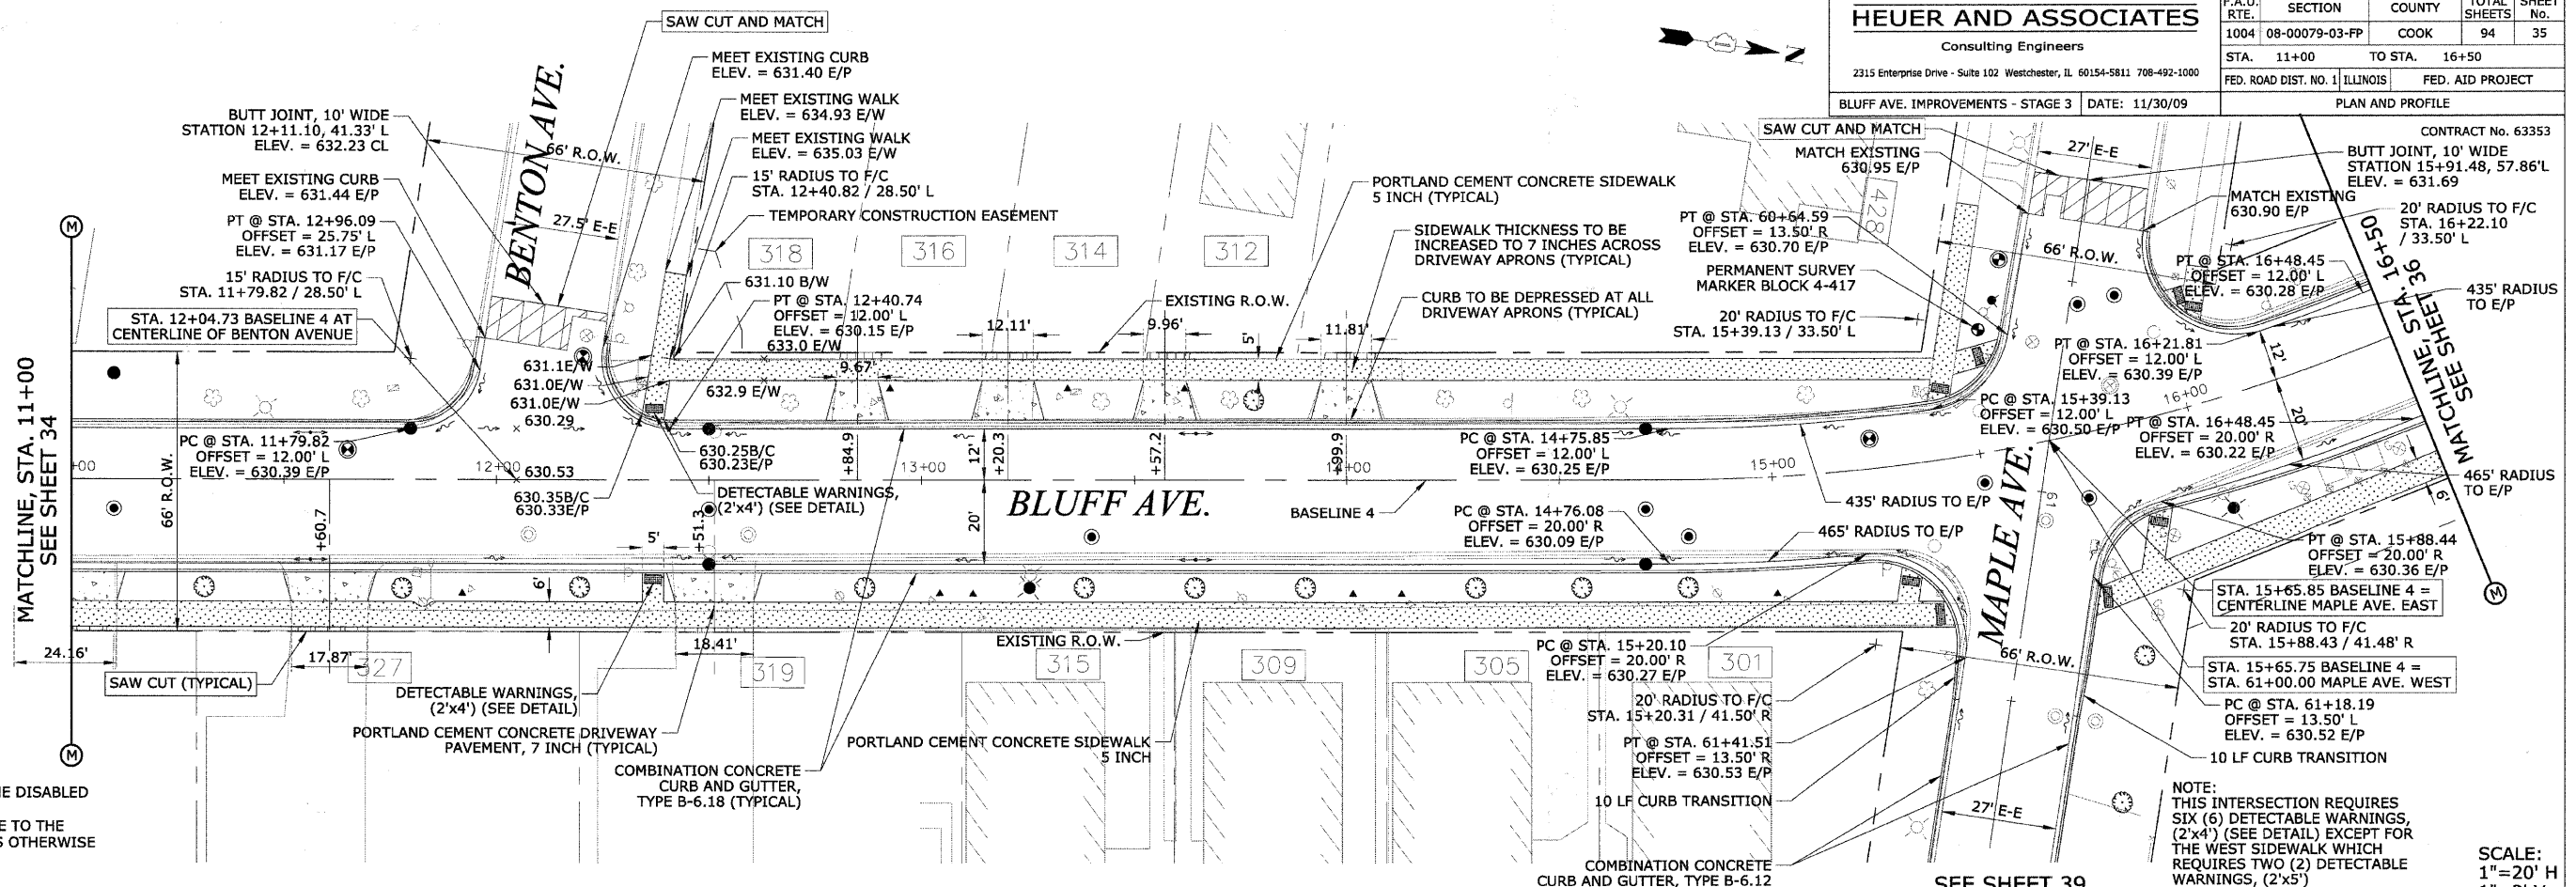 HEUER AND ASSOCIATES
Consulting Engineers
2315 Enterprise Drive - Suite 102 Westchester, IL 60154-5811 708-492-1000
BLUFF AVE. IMPROVEMENTS - STAGE 3
DATE: 11/30/09
F.A.U. RTE.
SECTION
COUNTY
TOTAL SHEETS
SHEET No.
1004
08-00079-03-FP
COOK
94
35
STA. 11+00 TO STA. 16+50
FED. ROAD DIST. NO. 1
ILLINOIS
FED. AID PROJECT
PLAN AND PROFILE
CONTRACT No. 63353
N
SAW CUT AND MATCH
MEET EXISTING CURB
ELEV. = 631.40 E/P
MEET EXISTING WALK
ELEV. = 634.93 E/W
MEET EXISTING WALK
ELEV. = 635.03 E/W
15' RADIUS TO F/C
STA. 12+40.82 / 28.50' L
TEMPORARY CONSTRUCTION EASEMENT
BUTT JOINT, 10' WIDE
STATION 12+11.10, 41.33' L
ELEV. = 632.23 CL
MEET EXISTING CURB
ELEV. = 631.44 E/P
PT @ STA. 12+96.09
OFFSET = 25.75' L
ELEV. = 631.17 E/P
15' RADIUS TO F/C
STA. 11+79.82 / 28.50' L
STA. 12+04.73 BASELINE 4 AT
CENTERLINE OF BENTON AVENUE
BENTON AVE.
66' R.O.W.
27.5' E-E
318
316
314
312
428
631.10 B/W
PT @ STA. 12+40.74
OFFSET = 12.00' L
ELEV. = 630.15 E/P
633.0 E/W
EXISTING R.O.W.
12.11'
9.96'
11.81'
5'
9.67'
631.1E/W
631.0E/W
631.0E/W
632.9 E/W
630.29
PORTLAND CEMENT CONCRETE SIDEWALK
5 INCH (TYPICAL)
SIDEWALK THICKNESS TO BE
INCREASED TO 7 INCHES ACROSS
DRIVEWAY APRONS (TYPICAL)
CURB TO BE DEPRESSED AT ALL
DRIVEWAY APRONS (TYPICAL)
SAW CUT AND MATCH
MATCH EXISTING
630.95 E/P
PT @ STA. 60+64.59
OFFSET = 13.50' R
ELEV. = 630.70 E/P
PERMANENT SURVEY
MARKER BLOCK 4-417
20' RADIUS TO F/C
STA. 15+39.13 / 33.50' L
27' E-E
66' R.O.W.
BUTT JOINT, 10' WIDE
STATION 15+91.48, 57.86'L
ELEV. = 631.69
MATCH EXISTING
630.90 E/P
20' RADIUS TO F/C
STA. 16+22.10
/ 33.50' L
PT @ STA. 16+48.45
OFFSET = 12.00' L
ELEV. = 630.28 E/P
435' RADIUS
TO E/P
PT @ STA. 16+21.81
OFFSET = 12.00' L
ELEV. = 630.39 E/P
12'
20'
16+00
PC @ STA. 15+39.13
OFFSET = 12.00' L
ELEV. = 630.50 E/P
PT @ STA. 16+48.45
OFFSET = 20.00' R
ELEV. = 630.22 E/P
465' RADIUS
TO E/P
6'
MATCHLINE, STA. 16+50
SEE SHEET 36
M
M
MATCHLINE, STA. 11+00
SEE SHEET 34
M
66' R.O.W.
PC @ STA. 11+79.82
OFFSET = 12.00' L
ELEV. = 630.39 E/P
+00
12+00
630.53
630.35B/C
630.33E/P
630.25B/C
630.23E/P
DETECTABLE WARNINGS,
(2'x4') (SEE DETAIL)
+84.9
13+00
12'
+20.3
+57.2
+99.9
14+00
15+00
BLUFF AVE.
20'
BASELINE 4
PC @ STA. 14+75.85
OFFSET = 12.00' L
ELEV. = 630.25 E/P
PC @ STA. 14+76.08
OFFSET = 20.00' R
ELEV. = 630.09 E/P
435' RADIUS TO E/P
465' RADIUS TO E/P
MAPLE AVE.
61
+60.7
+51.3
5'
6'
24.16'
17.87'
18.41'
SAW CUT (TYPICAL)
327
319
315
309
305
301
EXISTING R.O.W.
DETECTABLE WARNINGS,
(2'x4') (SEE DETAIL)
PORTLAND CEMENT CONCRETE DRIVEWAY
PAVEMENT, 7 INCH (TYPICAL)
COMBINATION CONCRETE
CURB AND GUTTER,
TYPE B-6.18 (TYPICAL)
PORTLAND CEMENT CONCRETE SIDEWALK
5 INCH
PC @ STA. 15+20.10
OFFSET = 20.00' R
ELEV. = 630.27 E/P
20' RADIUS TO F/C
STA. 15+20.31 / 41.50' R
PT @ STA. 61+41.51
OFFSET = 13.50' R
ELEV. = 630.53 E/P
10 LF CURB TRANSITION
COMBINATION CONCRETE
CURB AND GUTTER, TYPE B-6.12
66' R.O.W.
27' E-E
SEE SHEET 39
PT @ STA. 15+88.44
OFFSET = 20.00' R
ELEV. = 630.36 E/P
STA. 15+65.85 BASELINE 4 =
CENTERLINE MAPLE AVE. EAST
20' RADIUS TO F/C
STA. 15+88.43 / 41.48' R
STA. 15+65.75 BASELINE 4 =
STA. 61+00.00 MAPLE AVE. WEST
PC @ STA. 61+18.19
OFFSET = 13.50' L
ELEV. = 630.52 E/P
10 LF CURB TRANSITION
NOTE:
THIS INTERSECTION REQUIRES
SIX (6) DETECTABLE WARNINGS,
(2'x4') (SEE DETAIL) EXCEPT FOR
THE WEST SIDEWALK WHICH
REQUIRES TWO (2) DETECTABLE
WARNINGS, (2'x5')
SCALE:
1"=20' H
M
DISABLED
TO THE
OTHERWISE